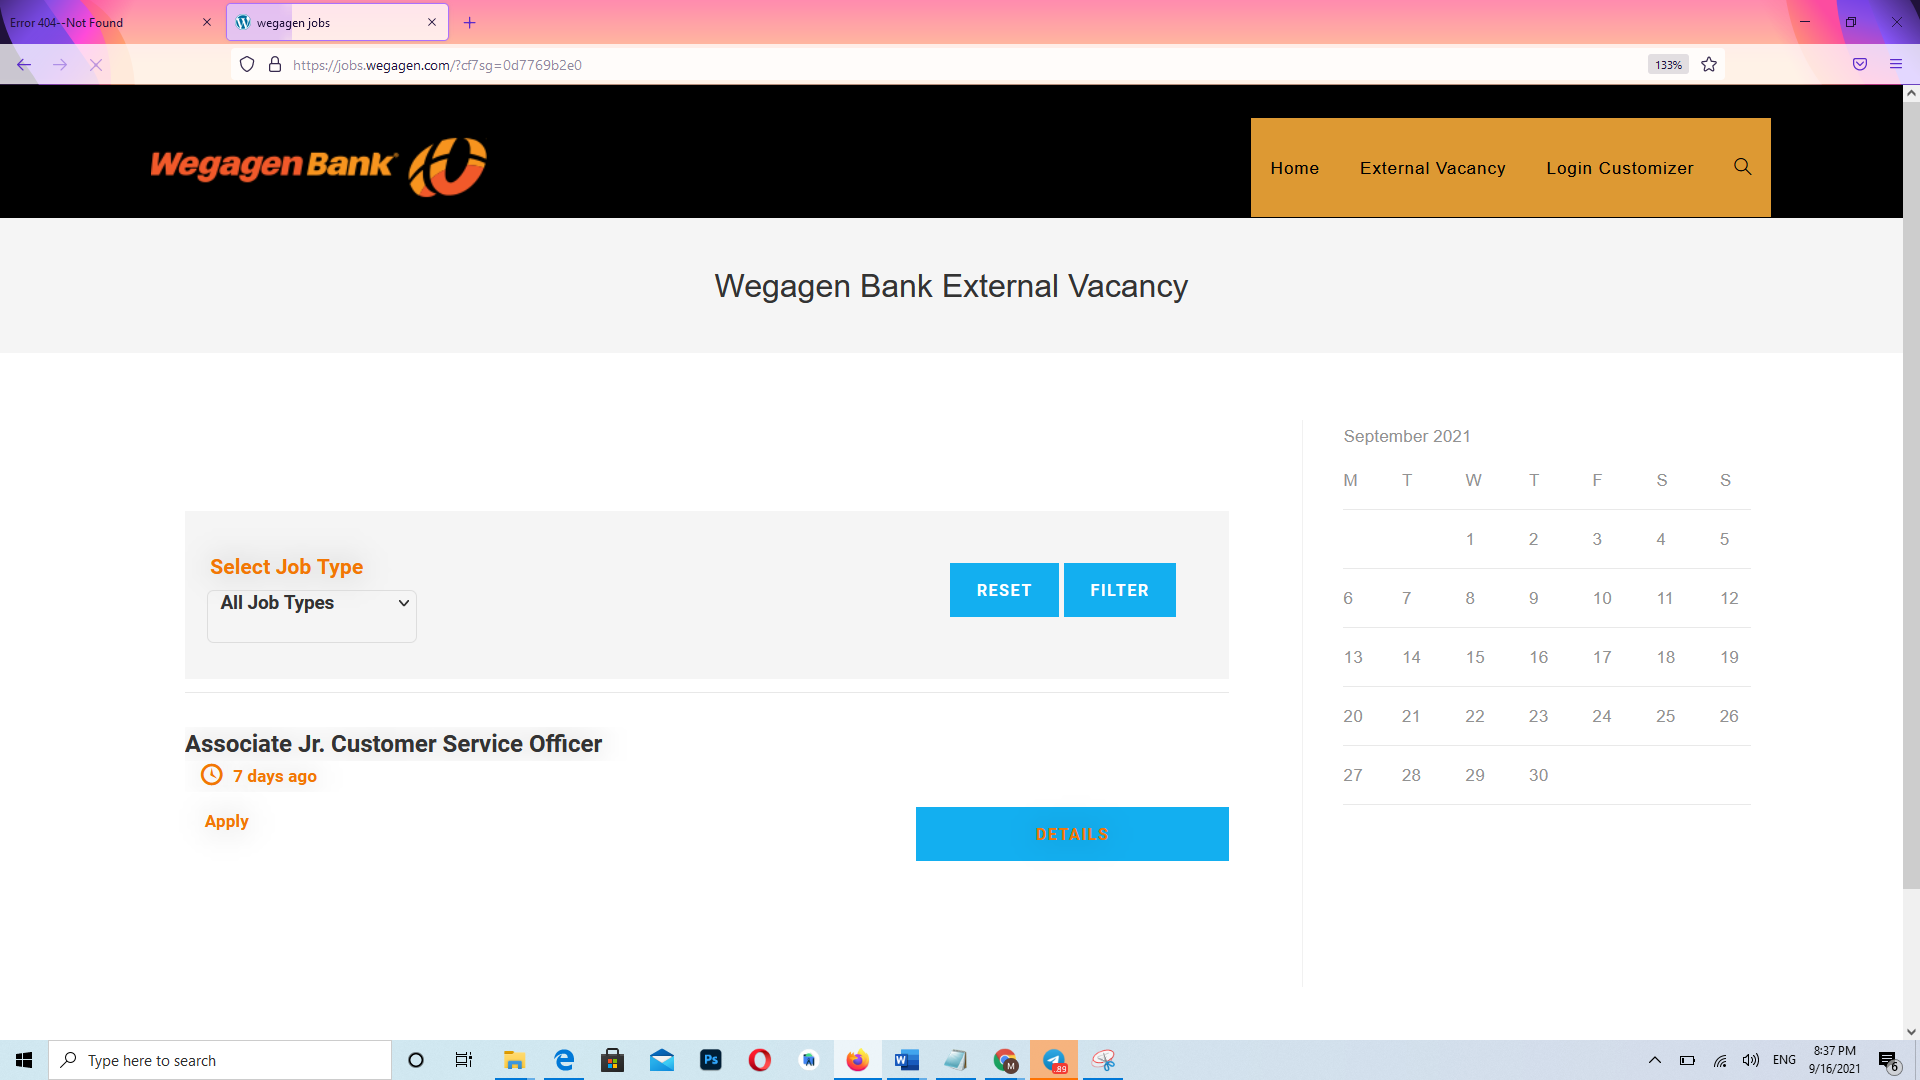 Error 404--Not Found
wegagen jobs
https://jobs.wegagen.com/?cf7sg=0d7769b2e0
133%
Wegagen Bank
Home
External Vacancy
Login Customizer
Wegagen Bank External Vacancy
Select Job Type
All Job Types
RESET
FILTER
Associate Jr. Customer Service Officer
7 days ago
Apply
DETAILS
September 2021
M T W T F S S
1 2 3 4 5
6 7 8 9 10 11 12
13 14 15 16 17 18 19
20 21 22 23 24 25 26
27 28 29 30
Type here to search
Ps
W
M
89
ENG
8:37 PM
9/16/2021
6